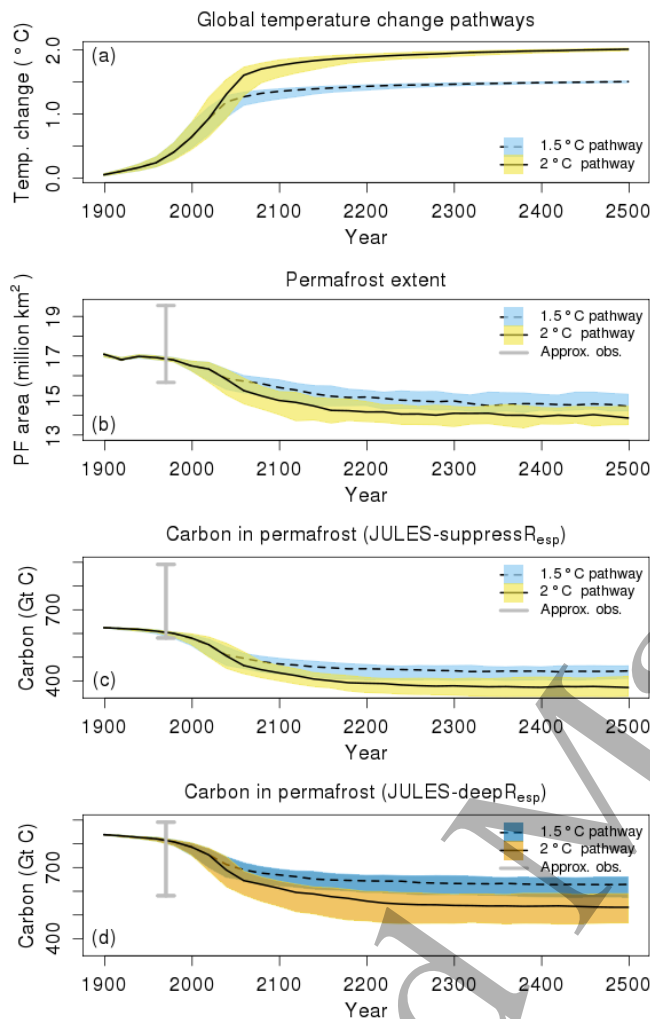 Global temperature change pathways
(a)
Temp. change ( °C)
0.0 1.0 2.0
1.5 °C pathway
2 °C pathway
1900 2000 2100 2200 2300 2400 2500
Year
Permafrost extent
(b)
PF area (million km²)
13 15 17 19
1.5 °C pathway
2 °C pathway
Approx. obs.
1900 2000 2100 2200 2300 2400 2500
Year
Carbon in permafrost (JULES-suppressResp)
(c)
Carbon (Gt C)
400 700
1.5 °C pathway
2 °C pathway
Approx. obs.
1900 2000 2100 2200 2300 2400 2500
Year
Carbon in permafrost (JULES-deepResp)
(d)
Carbon (Gt C)
400 700
1.5 °C pathway
2 °C pathway
Approx. obs.
1900 2000 2100 2200 2300 2400 2500
Year